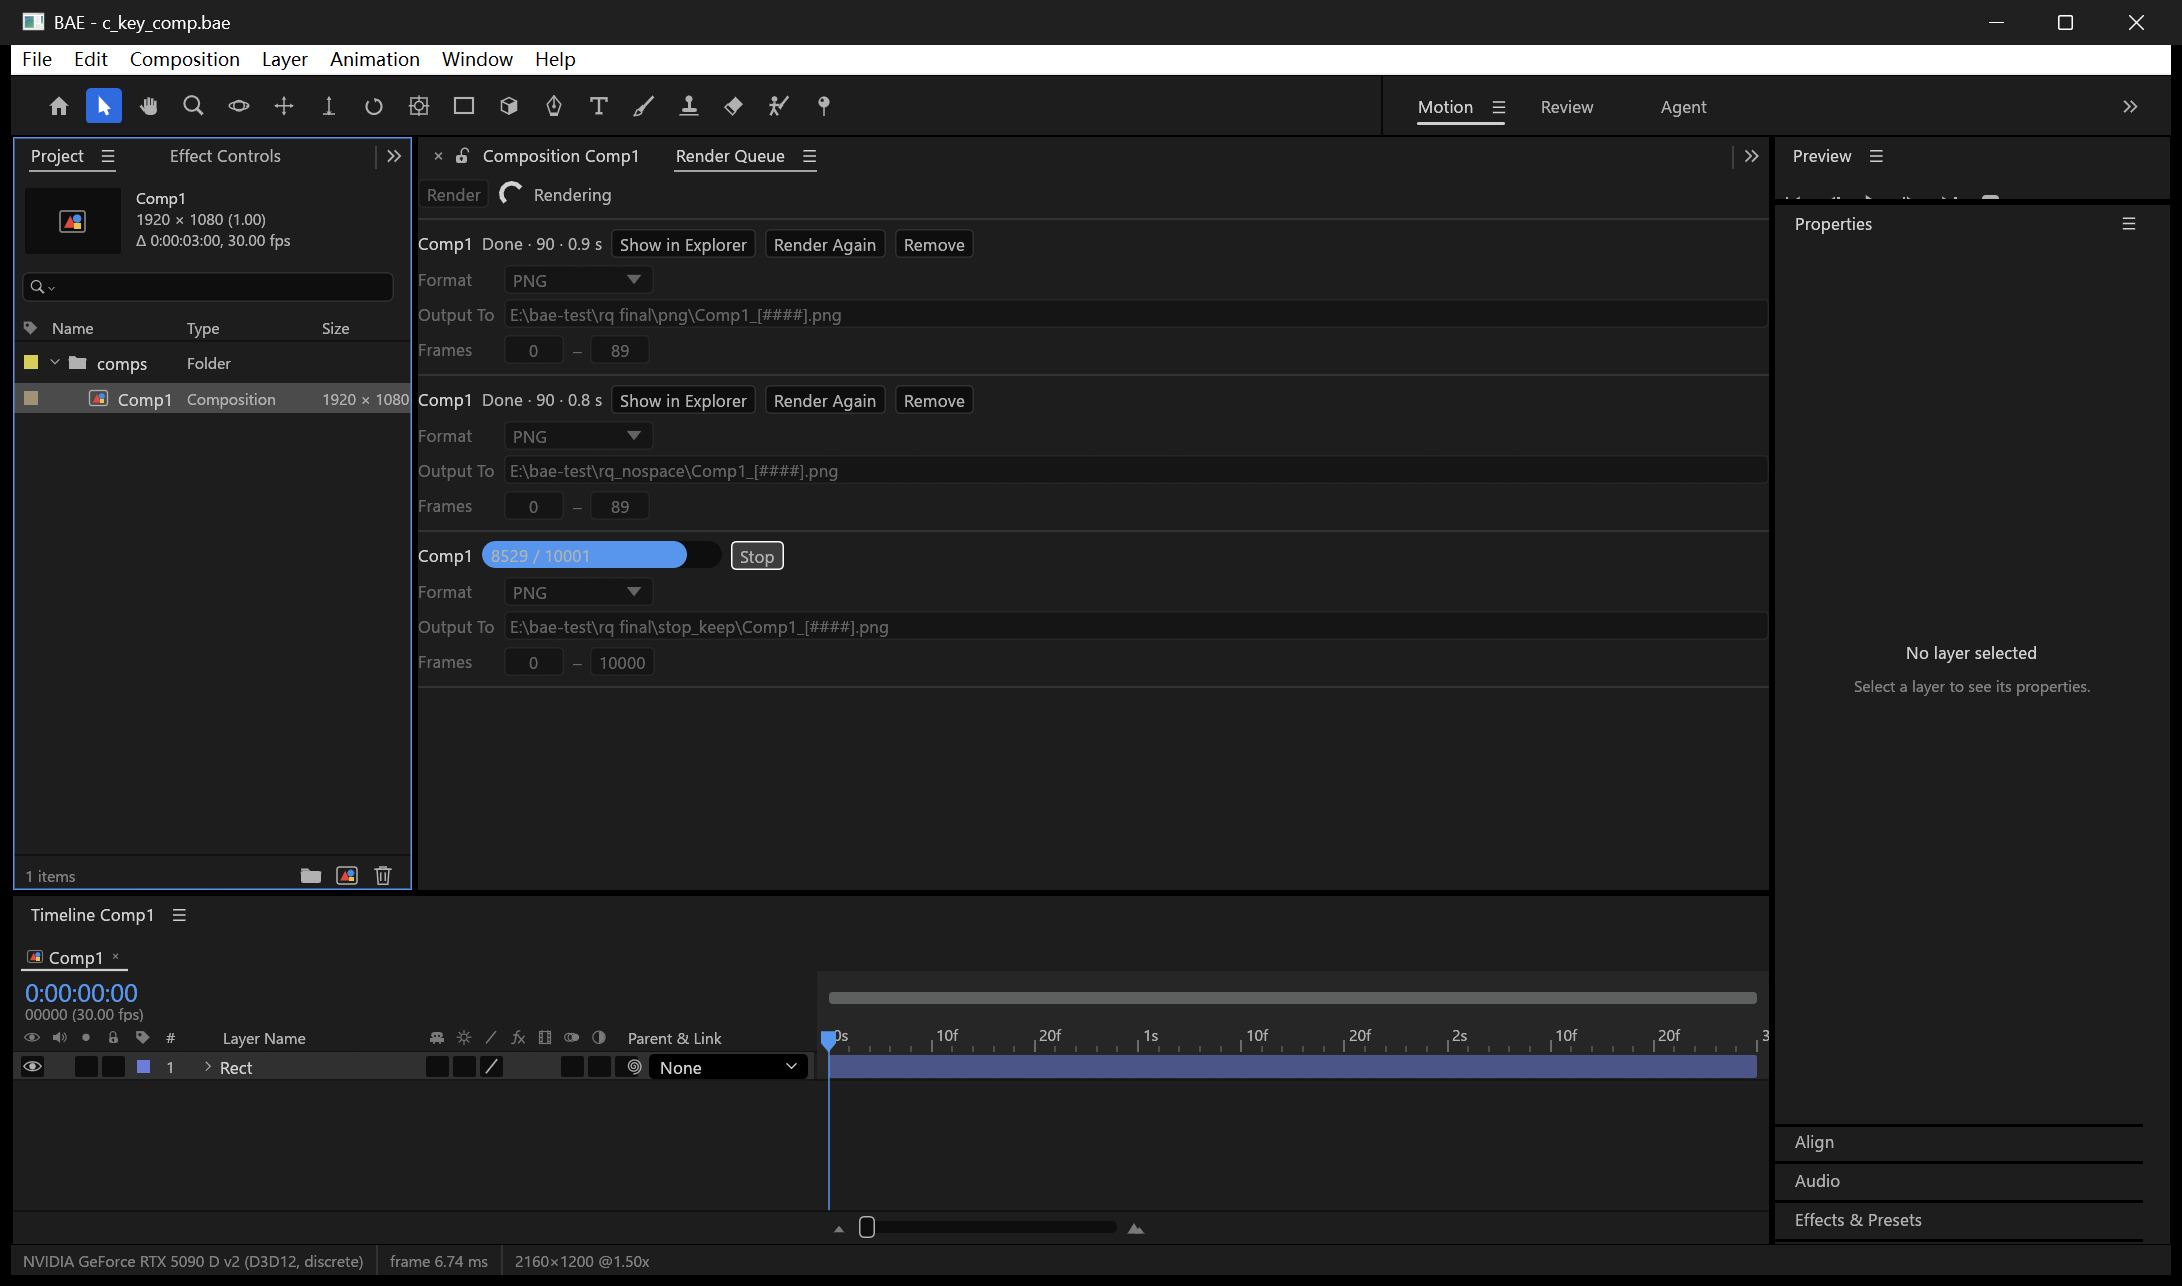 BAE - c_key_comp.bae
File Edit Composition Layer Animation Window Help
Motion Review Agent
Project Effect Controls
Comp1
1920 × 1080 (1.00)
Δ 0:00:03:00, 30.00 fps
Name Type Size
comps Folder
Comp1 Composition 1920 × 1080
1 items
× Composition Comp1 Render Queue
Render Rendering
Comp1 Done · 90 · 0.9 s Show in Explorer Render Again Remove
Format PNG
Output To E:\bae-test\rq final\png\Comp1_[####].png
Frames 0 – 89
Comp1 Done · 90 · 0.8 s Show in Explorer Render Again Remove
Format PNG
Output To E:\bae-test\rq_nospace\Comp1_[####].png
Frames 0 – 89
Comp1 8529 / 10001 Stop
Format PNG
Output To E:\bae-test\rq final\stop_keep\Comp1_[####].png
Frames 0 – 10000
Preview
Properties
No layer selected
Select a layer to see its properties.
Align
Audio
Effects & Presets
Timeline Comp1
Comp1 ×
0:00:00:00
00000 (30.00 fps)
# Layer Name fx Parent & Link
0s 10f 20f 1s 10f 20f 2s 10f 20f 3
1 Rect None
NVIDIA GeForce RTX 5090 D v2 (D3D12, discrete) frame 6.74 ms 2160×1200 @1.50x